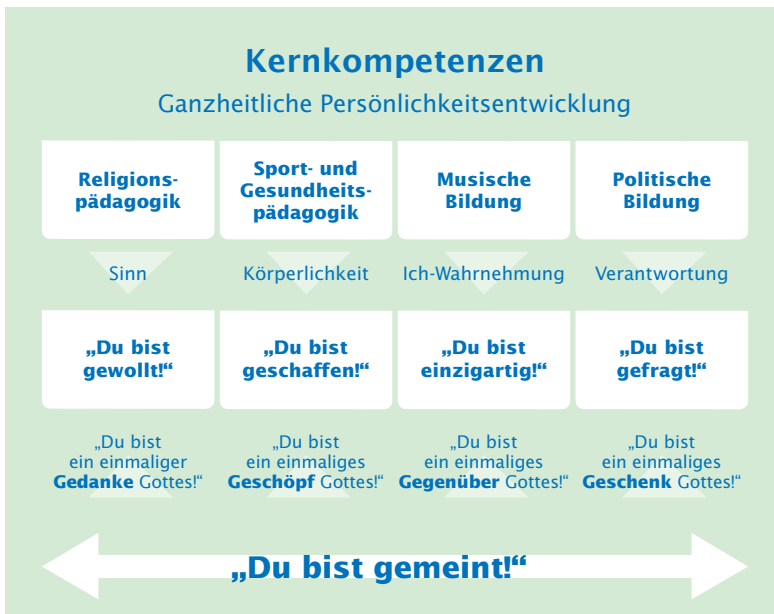 Kernkompetenzen
Ganzheitliche Persönlichkeitsentwicklung
Religions-
pädagogik
Sport- und
Gesundheits-
pädagogik
Musische
Bildung
Politische
Bildung
Sinn
Körperlichkeit
Ich-Wahrnehmung
Verantwortung
„Du bist
gewollt!“
„Du bist
geschaffen!“
„Du bist
einzigartig!“
„Du bist
gefragt!“
„Du bist
ein einmaliger
Gedanke Gottes!“
„Du bist
ein einmaliges
Geschöpf Gottes!“
„Du bist
ein einmaliges
Gegenüber Gottes!“
„Du bist
ein einmaliges
Geschenk Gottes!“
„Du bist gemeint!“